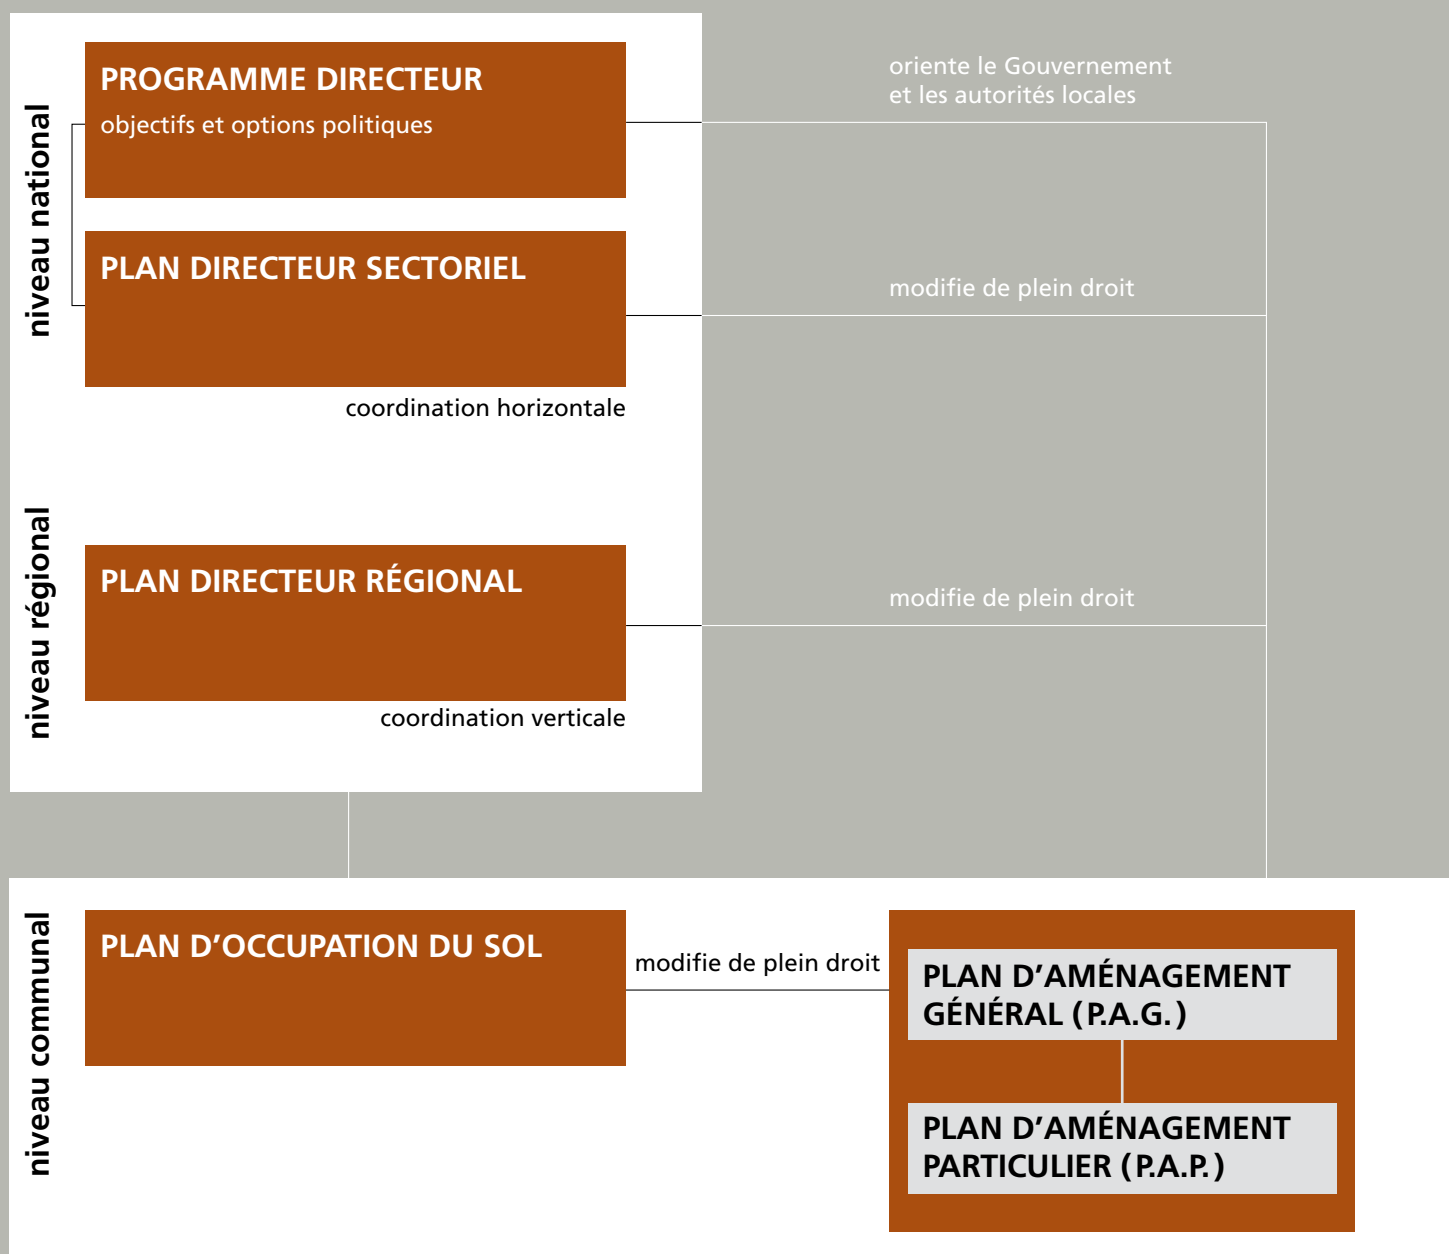 niveau national
PROGRAMME DIRECTEUR
objectifs et options politiques
oriente le Gouvernement
et les autorités locales
PLAN DIRECTEUR SECTORIEL
modifie de plein droit
coordination horizontale
niveau régional
PLAN DIRECTEUR RÉGIONAL
modifie de plein droit
coordination verticale
niveau communal
PLAN D’OCCUPATION DU SOL
modifie de plein droit
PLAN D’AMÉNAGEMENT
GÉNÉRAL (P.A.G.)
PLAN D’AMÉNAGEMENT
PARTICULIER (P.A.P.)